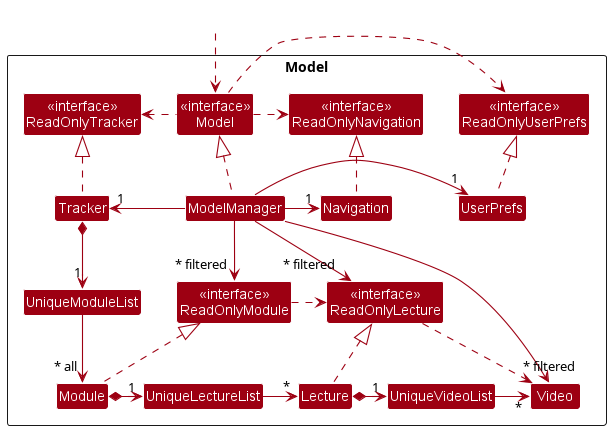 Model
«interface»
ReadOnlyTracker
«interface»
Model
«interface»
ReadOnlyNavigation
«interface»
ReadOnlyUserPrefs
1
Tracker
1
ModelManager
1
Navigation
UserPrefs
1
* filtered
* filtered
UniqueModuleList
«interface»
ReadOnlyModule
«interface»
ReadOnlyLecture
* all
* filtered
Module
1
UniqueLectureList
*
Lecture
1
UniqueVideoList
*
Video